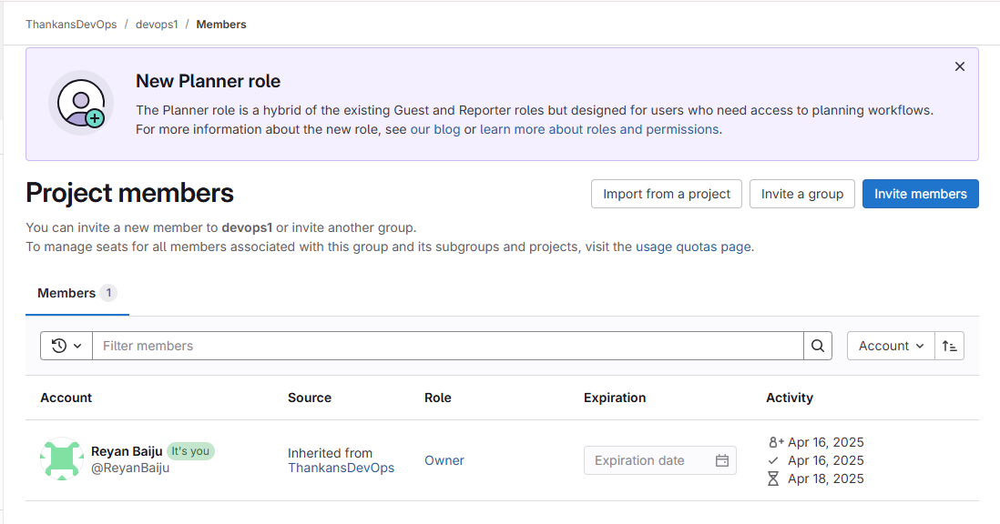 ThankansDevOps / devops1 / Members
New Planner role
The Planner role is a hybrid of the existing Guest and Reporter roles but designed for users who need access to planning workflows.
For more information about the new role, see our blog or learn more about roles and permissions.
Project members
Import from a project
Invite a group
Invite members
You can invite a new member to devops1 or invite another group.
To manage seats for all members associated with this group and its subgroups and projects, visit the usage quotas page.
Members 1
Filter members
Account
Account Source Role Expiration Activity
Reyan Baiju It's you
@ReyanBaiju
Inherited from
ThankansDevOps
Owner
Expiration date
Apr 16, 2025
Apr 16, 2025
Apr 18, 2025